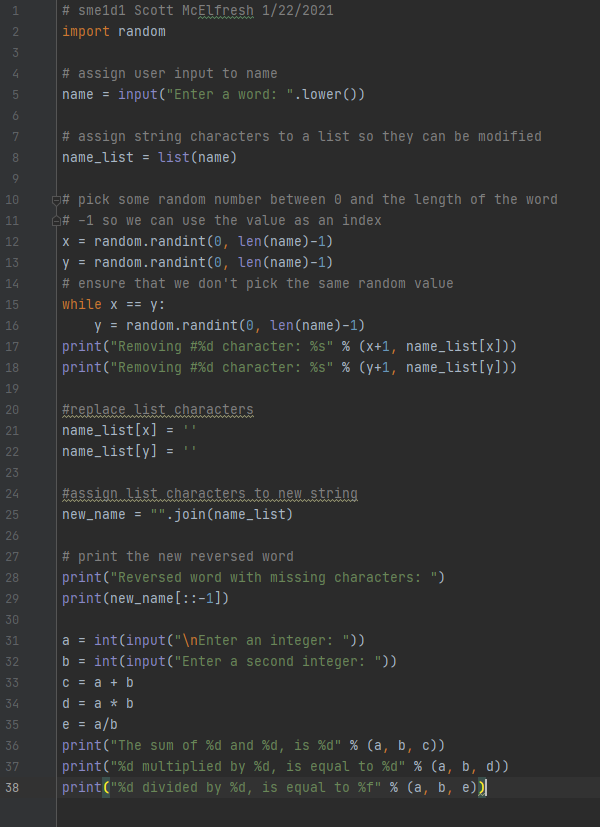 1 # sme1d1 Scott McElfresh 1/22/2021
2 import random
3
4 # assign user input to name
5 name = input("Enter a word: ".lower())
6
7 # assign string characters to a list so they can be modified
8 name_list = list(name)
9
10 # pick some random number between 0 and the length of the word
11 # -1 so we can use the value as an index
12 x = random.randint(0, len(name)-1)
13 y = random.randint(0, len(name)-1)
14 # ensure that we don't pick the same random value
15 while x == y:
16     y = random.randint(0, len(name)-1)
17 print("Removing #%d character: %s" % (x+1, name_list[x]))
18 print("Removing #%d character: %s" % (y+1, name_list[y]))
19
20 #replace list characters
21 name_list[x] = ''
22 name_list[y] = ''
23
24 #assign list characters to new string
25 new_name = "".join(name_list)
26
27 # print the new reversed word
28 print("Reversed word with missing characters: ")
29 print(new_name[::-1])
30
31 a = int(input("\nEnter an integer: "))
32 b = int(input("Enter a second integer: "))
33 c = a + b
34 d = a * b
35 e = a/b
36 print("The sum of %d and %d, is %d" % (a, b, c))
37 print("%d multiplied by %d, is equal to %d" % (a, b, d))
38 print("%d divided by %d, is equal to %f" % (a, b, e))